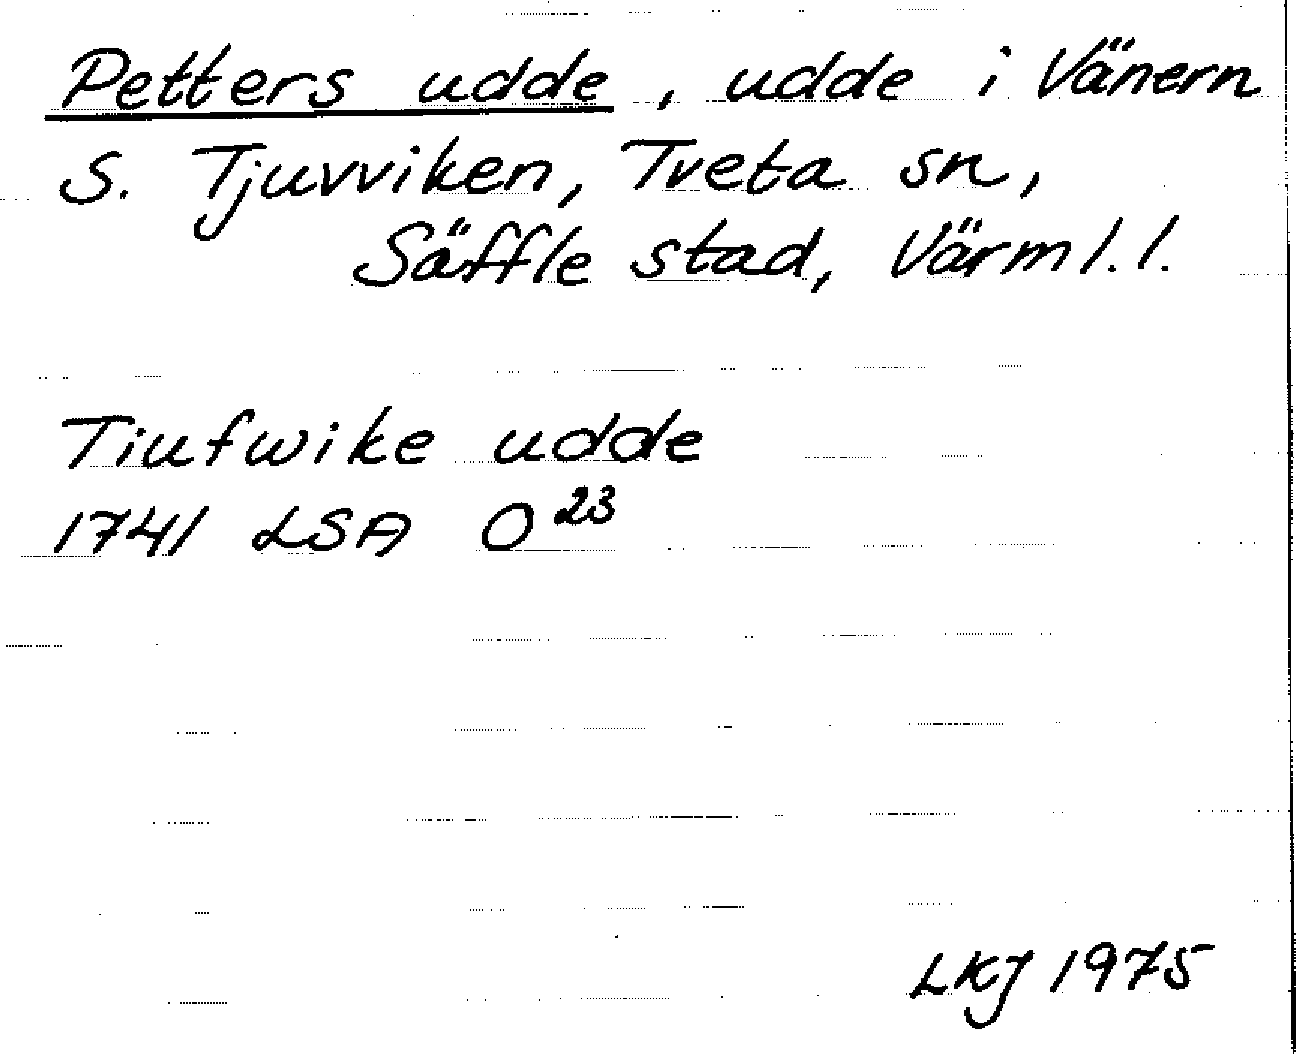 Petters udde, udde i Vänern
S. Tjuvviken, Tveta sn,
Säffle stad, Värml. l.
Tiufwike udde
1741 LSA O 23
LKJ 1975